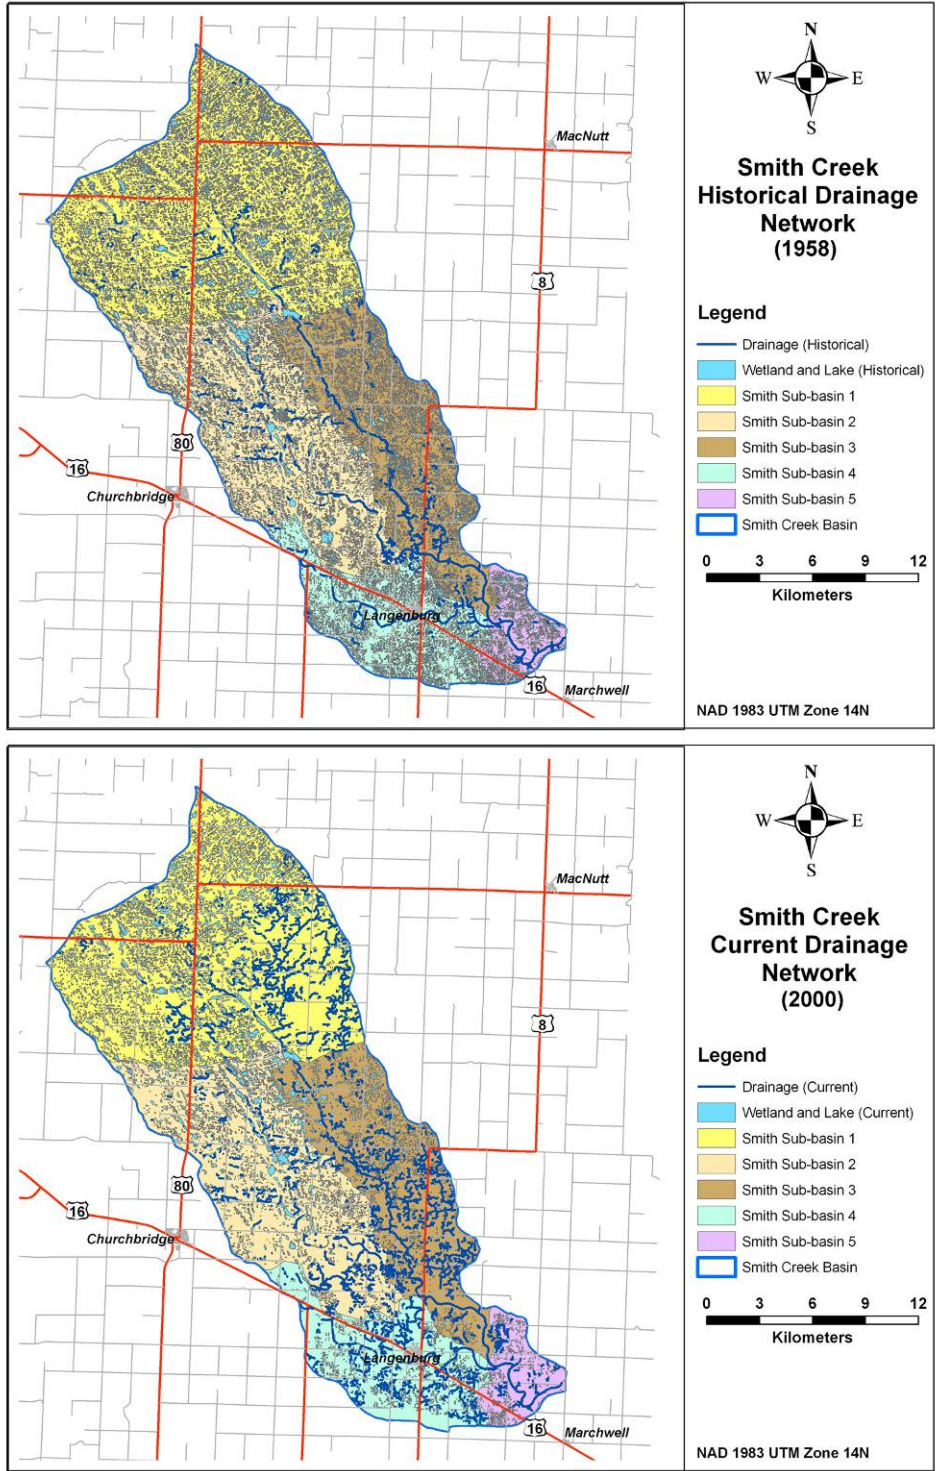 MacNutt
8
80
16
Churchbridge
Langenburg
16
Marchwell
N
W E
S
Smith Creek
Historical Drainage
Network
(1958)
Legend
Drainage (Historical)
Wetland and Lake (Historical)
Smith Sub-basin 1
Smith Sub-basin 2
Smith Sub-basin 3
Smith Sub-basin 4
Smith Sub-basin 5
Smith Creek Basin
0 3 6 9 12
Kilometers
NAD 1983 UTM Zone 14N
MacNutt
8
80
16
Churchbridge
Langenburg
16
Marchwell
N
W E
S
Smith Creek
Current Drainage
Network
(2000)
Legend
Drainage (Current)
Wetland and Lake (Current)
Smith Sub-basin 1
Smith Sub-basin 2
Smith Sub-basin 3
Smith Sub-basin 4
Smith Sub-basin 5
Smith Creek Basin
0 3 6 9 12
Kilometers
NAD 1983 UTM Zone 14N